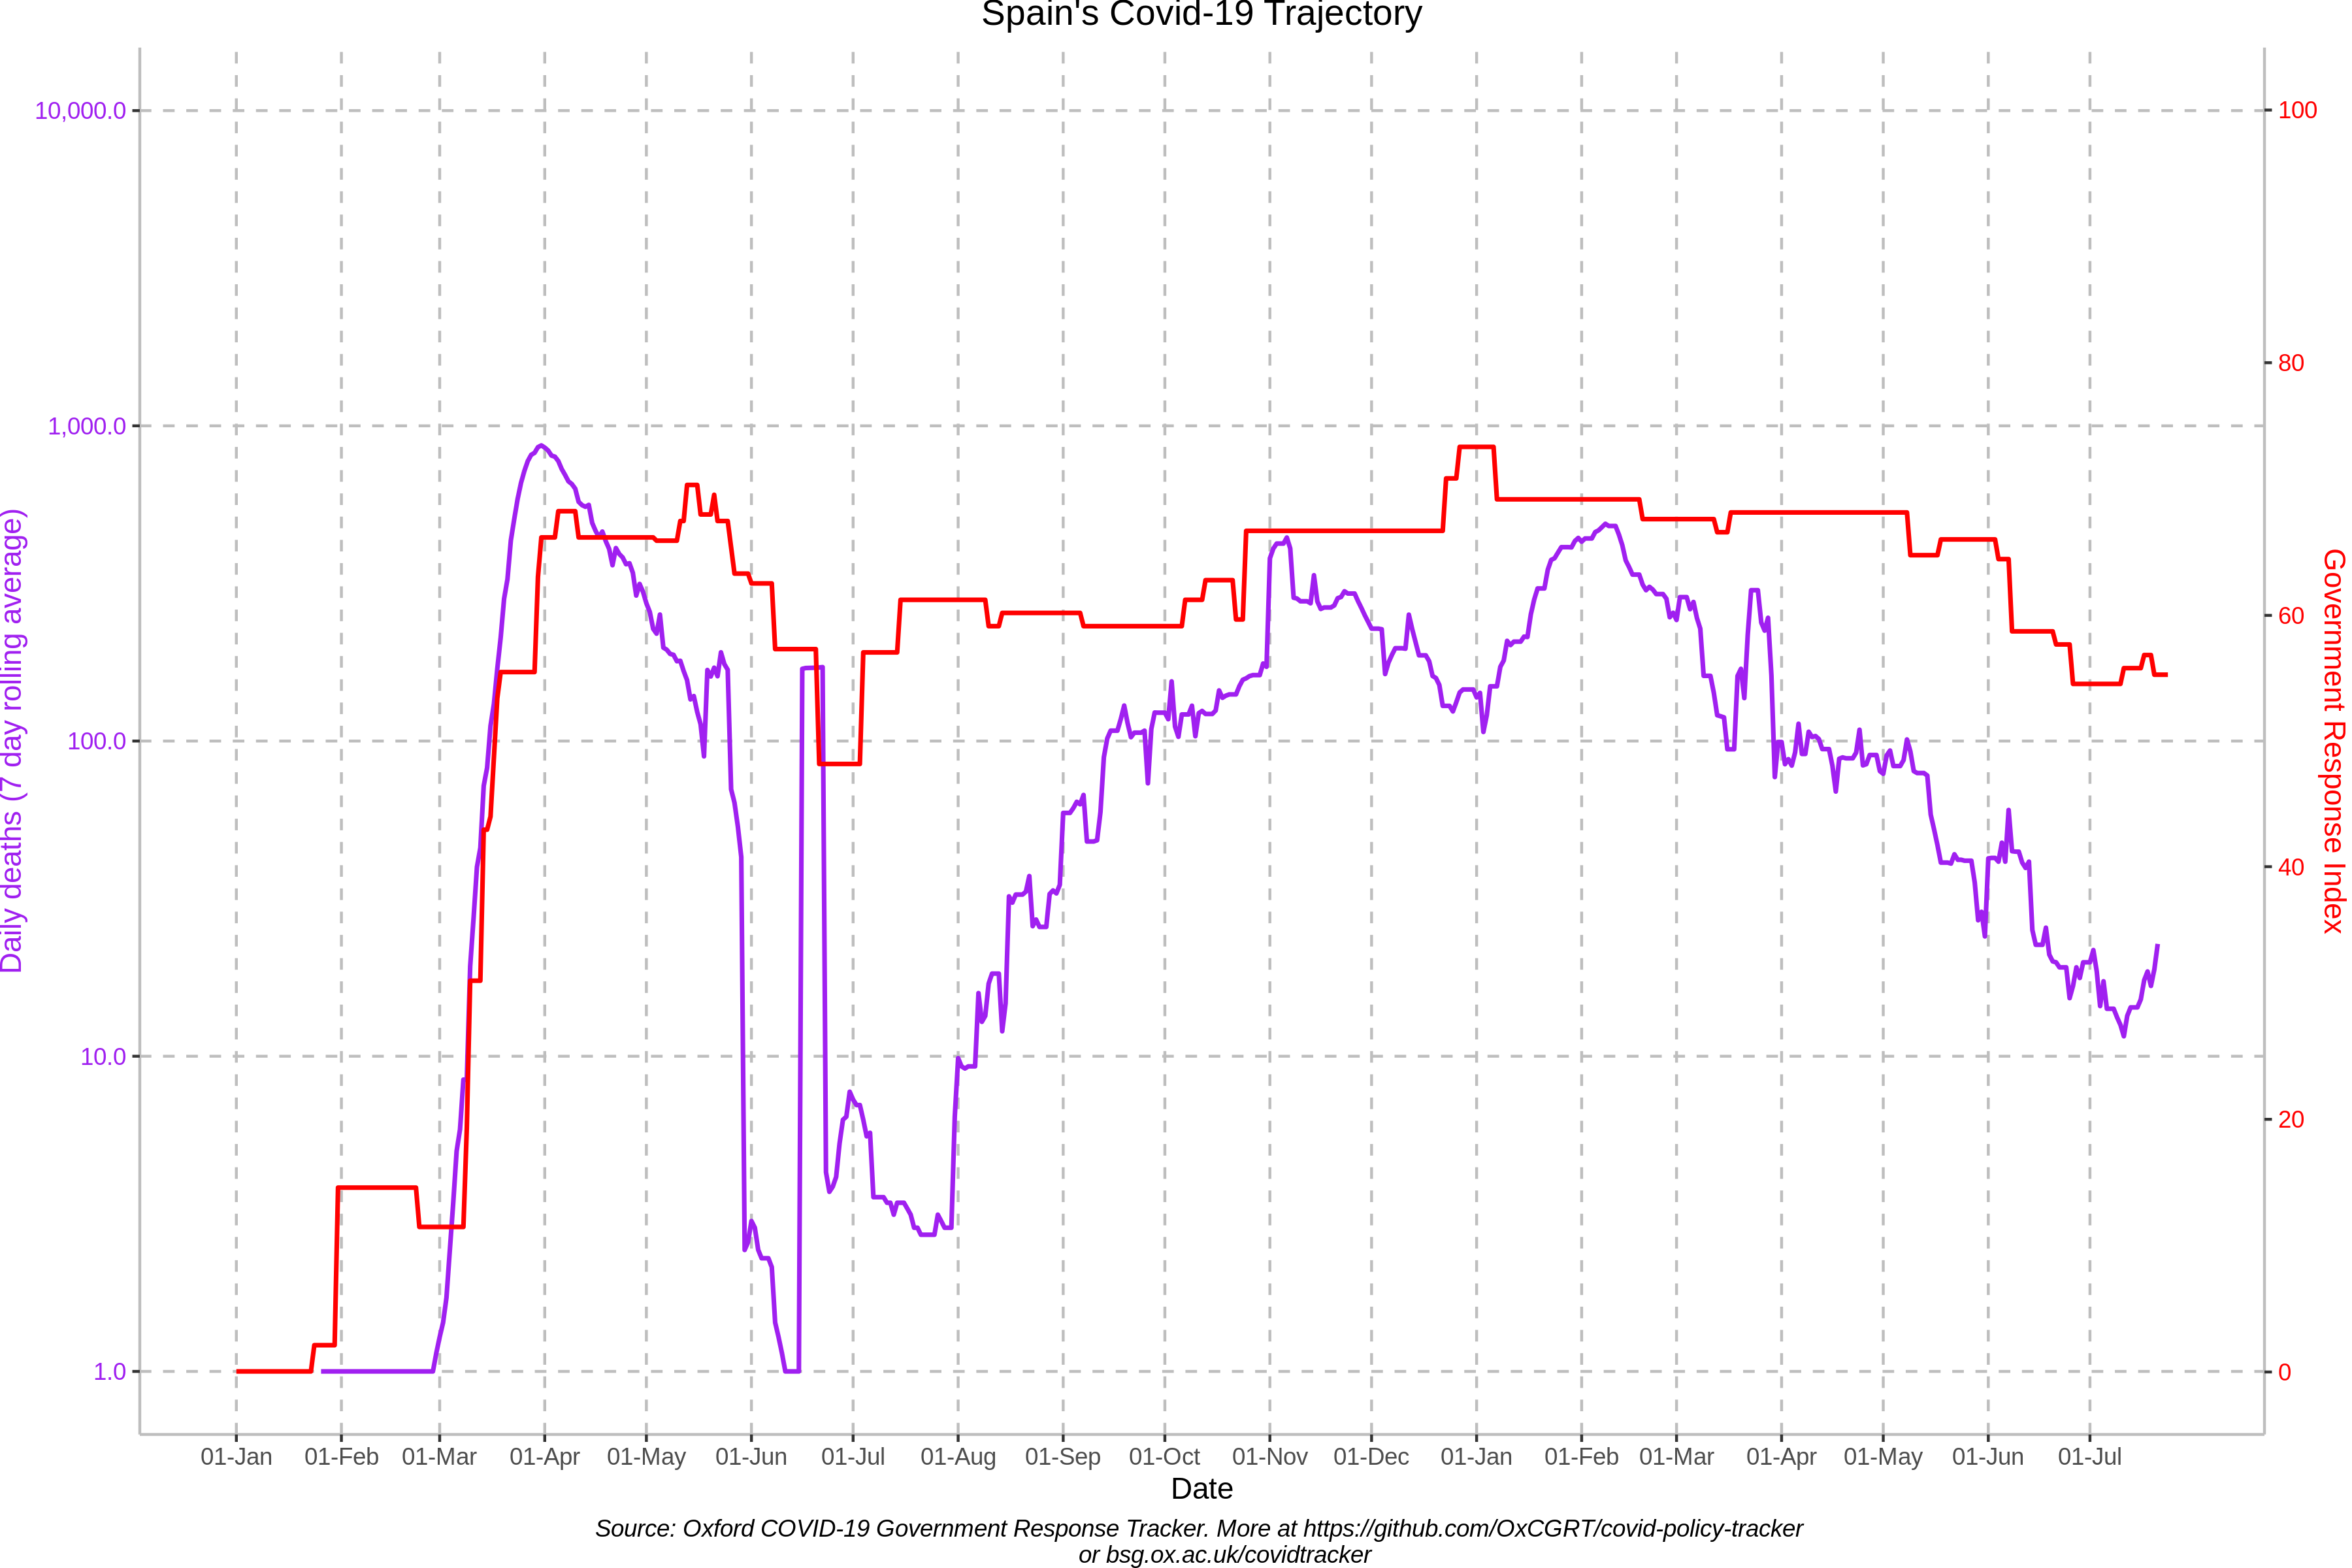 Spain's Covid-19 Trajectory
10,000.0
1,000.0
100.0
10.0
1.0
Daily deaths (7 day rolling average)
100
80
60
40
20
0
Government Response Index
01-Jan 01-Feb 01-Mar 01-Apr 01-May 01-Jun 01-Jul 01-Aug 01-Sep 01-Oct 01-Nov 01-Dec 01-Jan 01-Feb 01-Mar 01-Apr 01-May 01-Jun 01-Jul
Date
Source: Oxford COVID-19 Government Response Tracker. More at https://github.com/OxCGRT/covid-policy-tracker
or bsg.ox.ac.uk/covidtracker